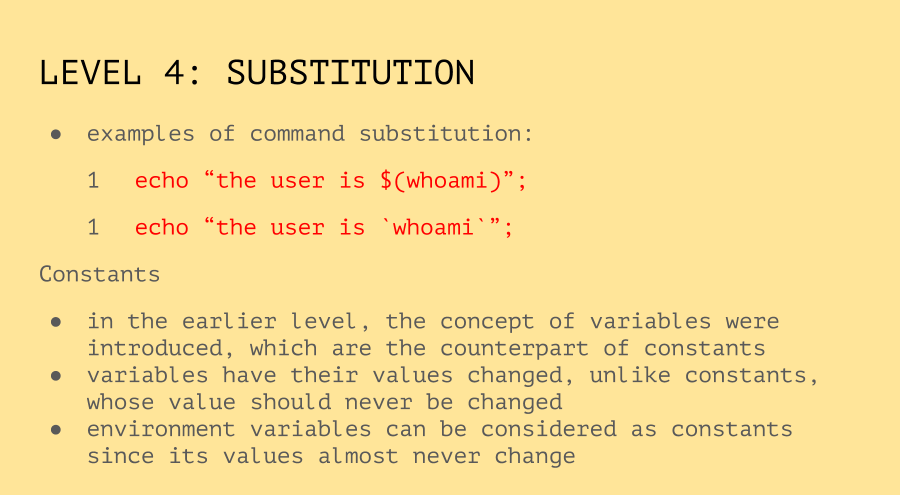 LEVEL 4: SUBSTITUTION
● examples of command substitution:
1 echo “the user is $(whoami)”;
1 echo “the user is `whoami`”;
Constants
● in the earlier level, the concept of variables were
introduced, which are the counterpart of constants
● variables have their values changed, unlike constants,
whose value should never be changed
● environment variables can be considered as constants
since its values almost never change